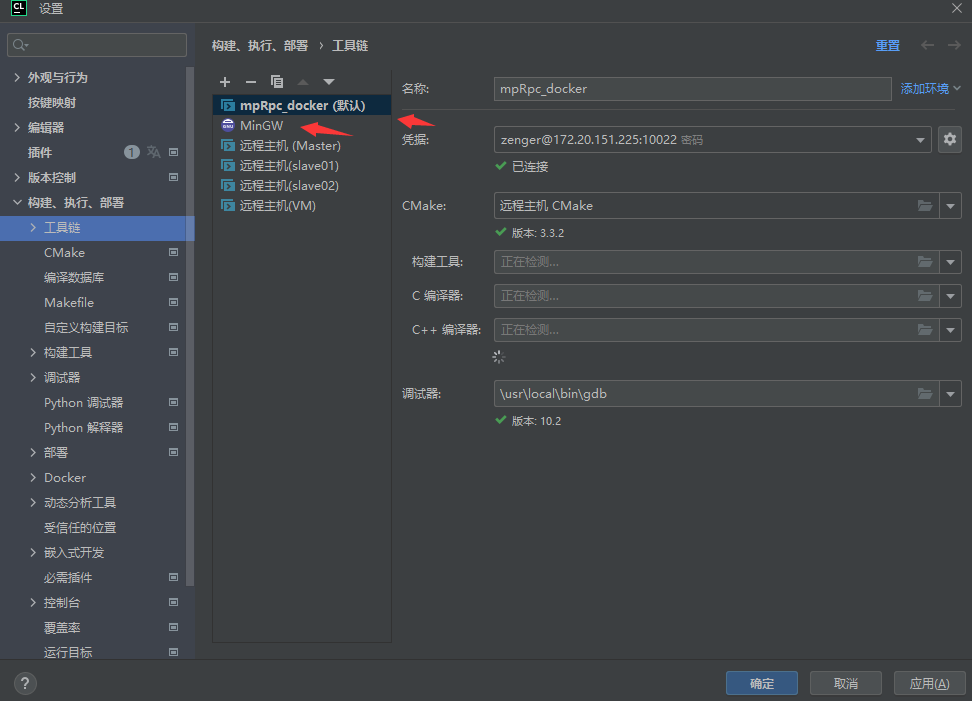 CL 设置
构建、执行、部署 › 工具链
重置
外观与行为
按键映射
编辑器
插件 1
版本控制
构建、执行、部署
工具链
CMake
编译数据库
Makefile
自定义构建目标
构建工具
调试器
Python 调试器
Python 解释器
部署
Docker
动态分析工具
受信任的位置
嵌入式开发
必需插件
控制台
覆盖率
运行目标
mpRpc_docker (默认)
MinGW
远程主机 (Master)
远程主机(slave01)
远程主机(slave02)
远程主机(VM)
名称: mpRpc_docker 添加环境
凭据: zenger@172.20.151.225:10022 密码
已连接
CMake: 远程主机 CMake
版本: 3.3.2
构建工具: 正在检测...
C 编译器: 正在检测...
C++ 编译器: 正在检测...
调试器: \usr\local\bin\gdb
版本: 10.2
?
确定 取消 应用(A)